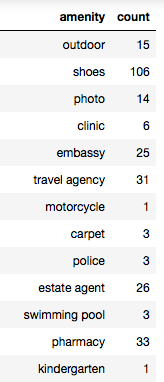 amenity count
outdoor 15
shoes 106
photo 14
clinic 6
embassy 25
travel agency 31
motorcycle 1
carpet 3
police 3
estate agent 26
swimming pool 3
pharmacy 33
kindergarten 1